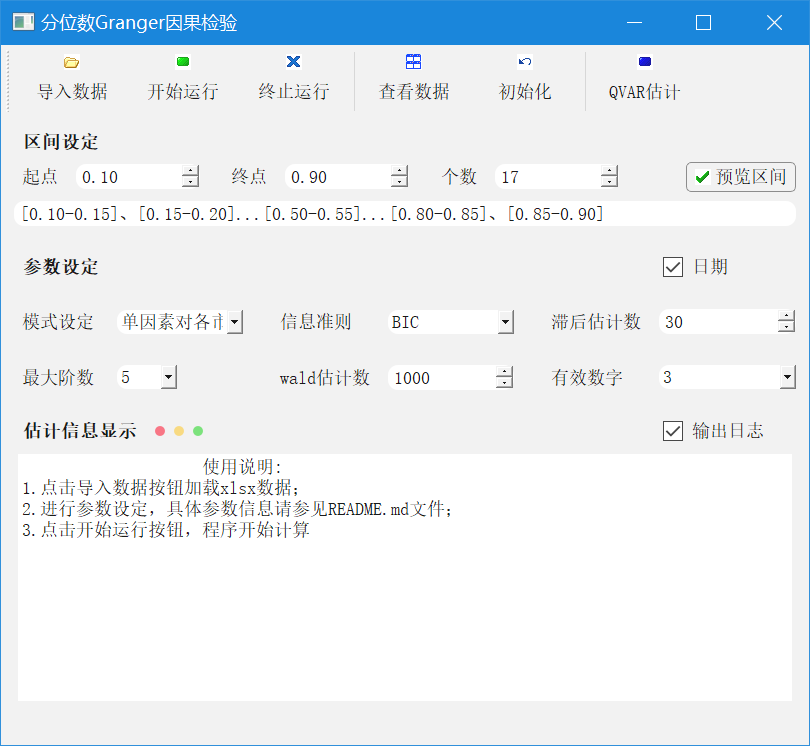 分位数Granger因果检验
导入数据 开始运行 终止运行 查看数据 初始化 QVAR估计
区间设定
起点 0.10 终点 0.90 个数 17 预览区间
[0.10-0.15]、[0.15-0.20]...[0.50-0.55]...[0.80-0.85]、[0.85-0.90]
参数设定 日期
模式设定 单因素对各市 信息准则 BIC 滞后估计数 30
最大阶数 5 wald估计数 1000 有效数字 3
估计信息显示 输出日志
使用说明:
1.点击导入数据按钮加载xlsx数据;
2.进行参数设定，具体参数信息请参见README.md文件;
3.点击开始运行按钮，程序开始计算